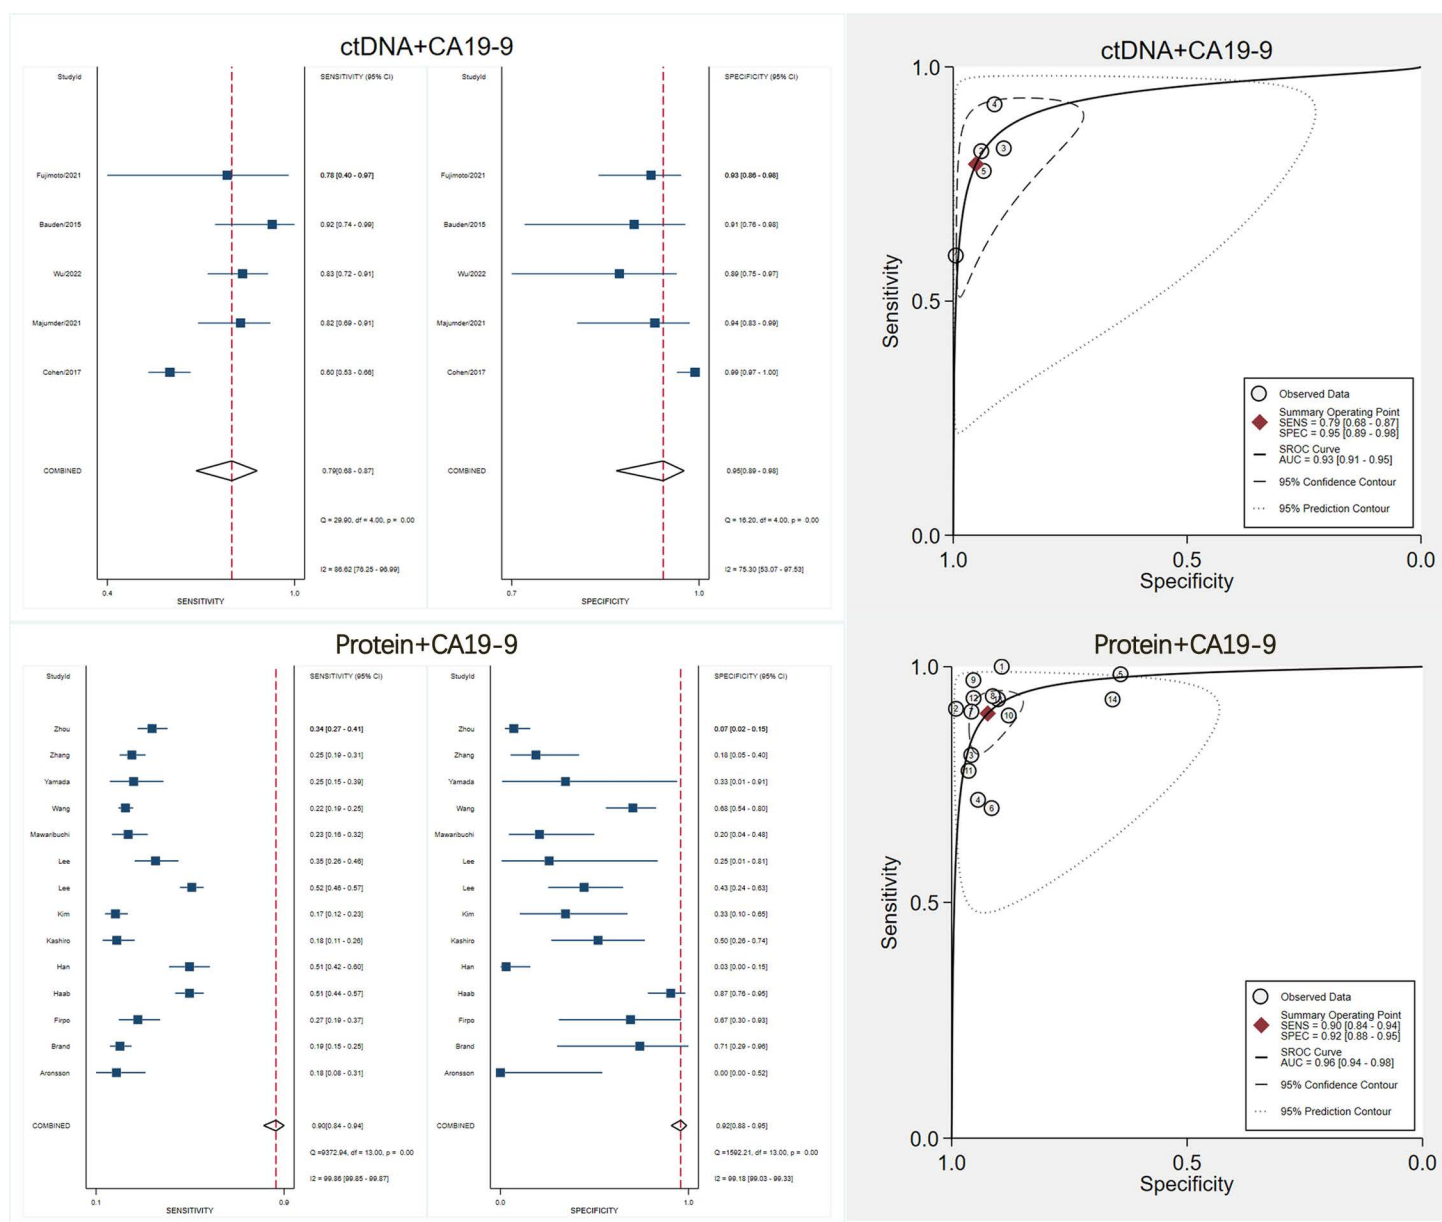 ctDNA+CA19-9
StudyId
SENSITIVITY (95% CI)
Fujimoto/2021
0.78 [0.40 - 0.97]
Bauden/2015
0.92 [0.74 - 0.99]
Wu/2022
0.83 [0.72 - 0.91]
Majumder/2021
0.82 [0.69 - 0.91]
Cohen/2017
0.60 [0.53 - 0.66]
COMBINED
0.79[0.68 - 0.87]
Q = 29.90, df = 4.00, p = 0.00
I2 = 86.62 [76.25 - 96.99]
0.4
1.0
SENSITIVITY
StudyId
SPECIFICITY (95% CI)
Fujimoto/2021
0.93 [0.86 - 0.98]
Bauden/2015
0.91 [0.76 - 0.98]
Wu/2022
0.89 [0.75 - 0.97]
Majumder/2021
0.94 [0.83 - 0.99]
Cohen/2017
0.99 [0.97 - 1.00]
COMBINED
0.95[0.89 - 0.98]
Q = 16.20, df = 4.00, p = 0.00
I2 = 75.30 [53.07 - 97.53]
0.7
1.0
SPECIFICITY
ctDNA+CA19-9
1.0
0.5
0.0
Sensitivity
4
2
3
5
1
Observed Data
Summary Operating Point
SENS = 0.79 [0.68 - 0.87]
SPEC = 0.95 [0.89 - 0.98]
SROC Curve
AUC = 0.93 [0.91 - 0.95]
95% Confidence Contour
95% Prediction Contour
1.0
0.5
0.0
Specificity
Protein+CA19-9
StudyId
SENSITIVITY (95% CI)
Zhou
0.34 [0.27 - 0.41]
Zhang
0.25 [0.19 - 0.31]
Yamada
0.25 [0.15 - 0.39]
Wang
0.22 [0.19 - 0.25]
Mawaribuchi
0.23 [0.16 - 0.32]
Lee
0.35 [0.26 - 0.46]
Lee
0.52 [0.46 - 0.57]
Kim
0.17 [0.12 - 0.23]
Kashiro
0.18 [0.11 - 0.26]
Han
0.51 [0.42 - 0.60]
Haab
0.51 [0.44 - 0.57]
Firpo
0.27 [0.19 - 0.37]
Brand
0.19 [0.15 - 0.25]
Aronsson
0.18 [0.08 - 0.31]
COMBINED
0.90[0.84 - 0.94]
Q =9372.94, df = 13.00, p = 0.00
I2 = 99.86 [99.85 - 99.87]
0.1
0.9
SENSITIVITY
StudyId
SPECIFICITY (95% CI)
Zhou
0.07 [0.02 - 0.15]
Zhang
0.18 [0.05 - 0.40]
Yamada
0.33 [0.01 - 0.91]
Wang
0.68 [0.54 - 0.80]
Mawaribuchi
0.20 [0.04 - 0.48]
Lee
0.25 [0.01 - 0.81]
Lee
0.43 [0.24 - 0.63]
Kim
0.33 [0.10 - 0.65]
Kashiro
0.50 [0.26 - 0.74]
Han
0.03 [0.00 - 0.15]
Haab
0.87 [0.76 - 0.95]
Firpo
0.67 [0.30 - 0.93]
Brand
0.71 [0.29 - 0.96]
Aronsson
0.00 [0.00 - 0.52]
COMBINED
0.92[0.88 - 0.95]
Q =1592.21, df = 13.00, p = 0.00
I2 = 99.18 [99.03 - 99.33]
0.0
1.0
SPECIFICITY
Protein+CA19-9
1.0
0.5
0.0
Sensitivity
1
5
9
12
8
14
2
7
10
3
11
4
6
Observed Data
Summary Operating Point
SENS = 0.90 [0.84 - 0.94]
SPEC = 0.92 [0.88 - 0.95]
SROC Curve
AUC = 0.96 [0.94 - 0.98]
95% Confidence Contour
95% Prediction Contour
1.0
0.5
0.0
Specificity